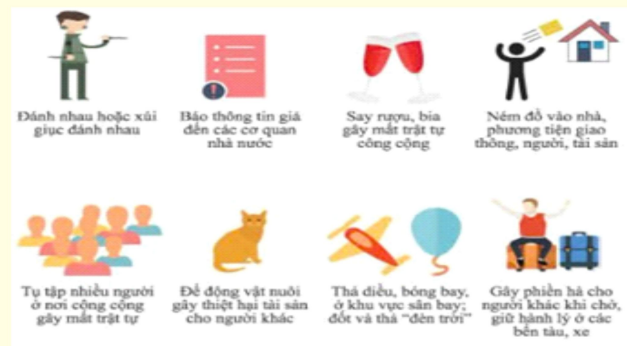 Đánh nhau hoặc xúi
giục đánh nhau
Báo thông tin giả
đến các cơ quan
nhà nước
Say rượu, bia
gây mất trật tự
công cộng
Ném đồ vào nhà,
phương tiện giao
thông, người, tài sản
Tụ tập nhiều người
ở nơi công cộng
gây mất trật tự
Để động vật nuôi
gây thiệt hại tài sản
cho người khác
Thả diều, bóng bay,
ở khu vực sân bay;
đốt và thả "đèn trời"
Gây phiền hà cho
người khác khi chở,
giữ hành lý ở các
bến tàu, xe